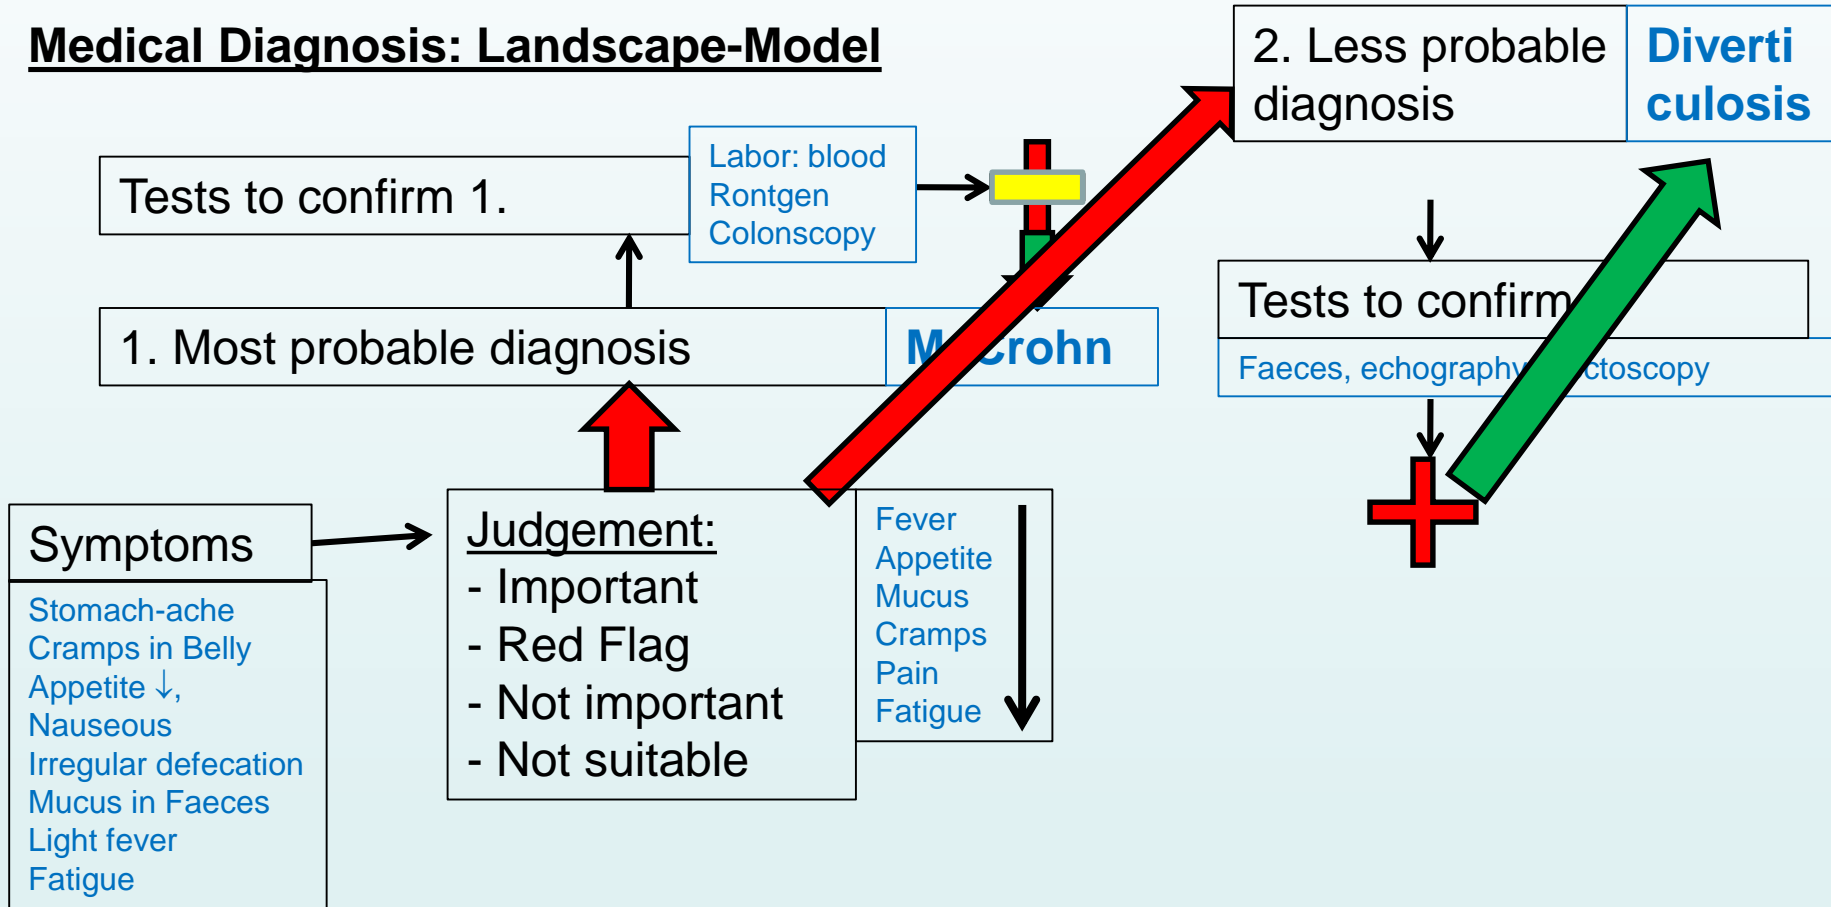 Medical Diagnosis: Landscape-Model
2. Less probable
diagnosis
Diverti
culosis
Labor: blood
Rontgen
Colonscopy
Tests to confirm 1.
1. Most probable diagnosis
Crohn
Tests to confirm
Faeces, echography
Symptoms
Stomach-ache
Cramps in Belly
Appetite ↓,
Nauseous
Irregular defecation
Mucus in Faeces
Light fever
Fatigue
Judgement:
- Important
- Red Flag
- Not important
- Not suitable
Fever
Appetite
Mucus
Cramps
Pain
Fatigue